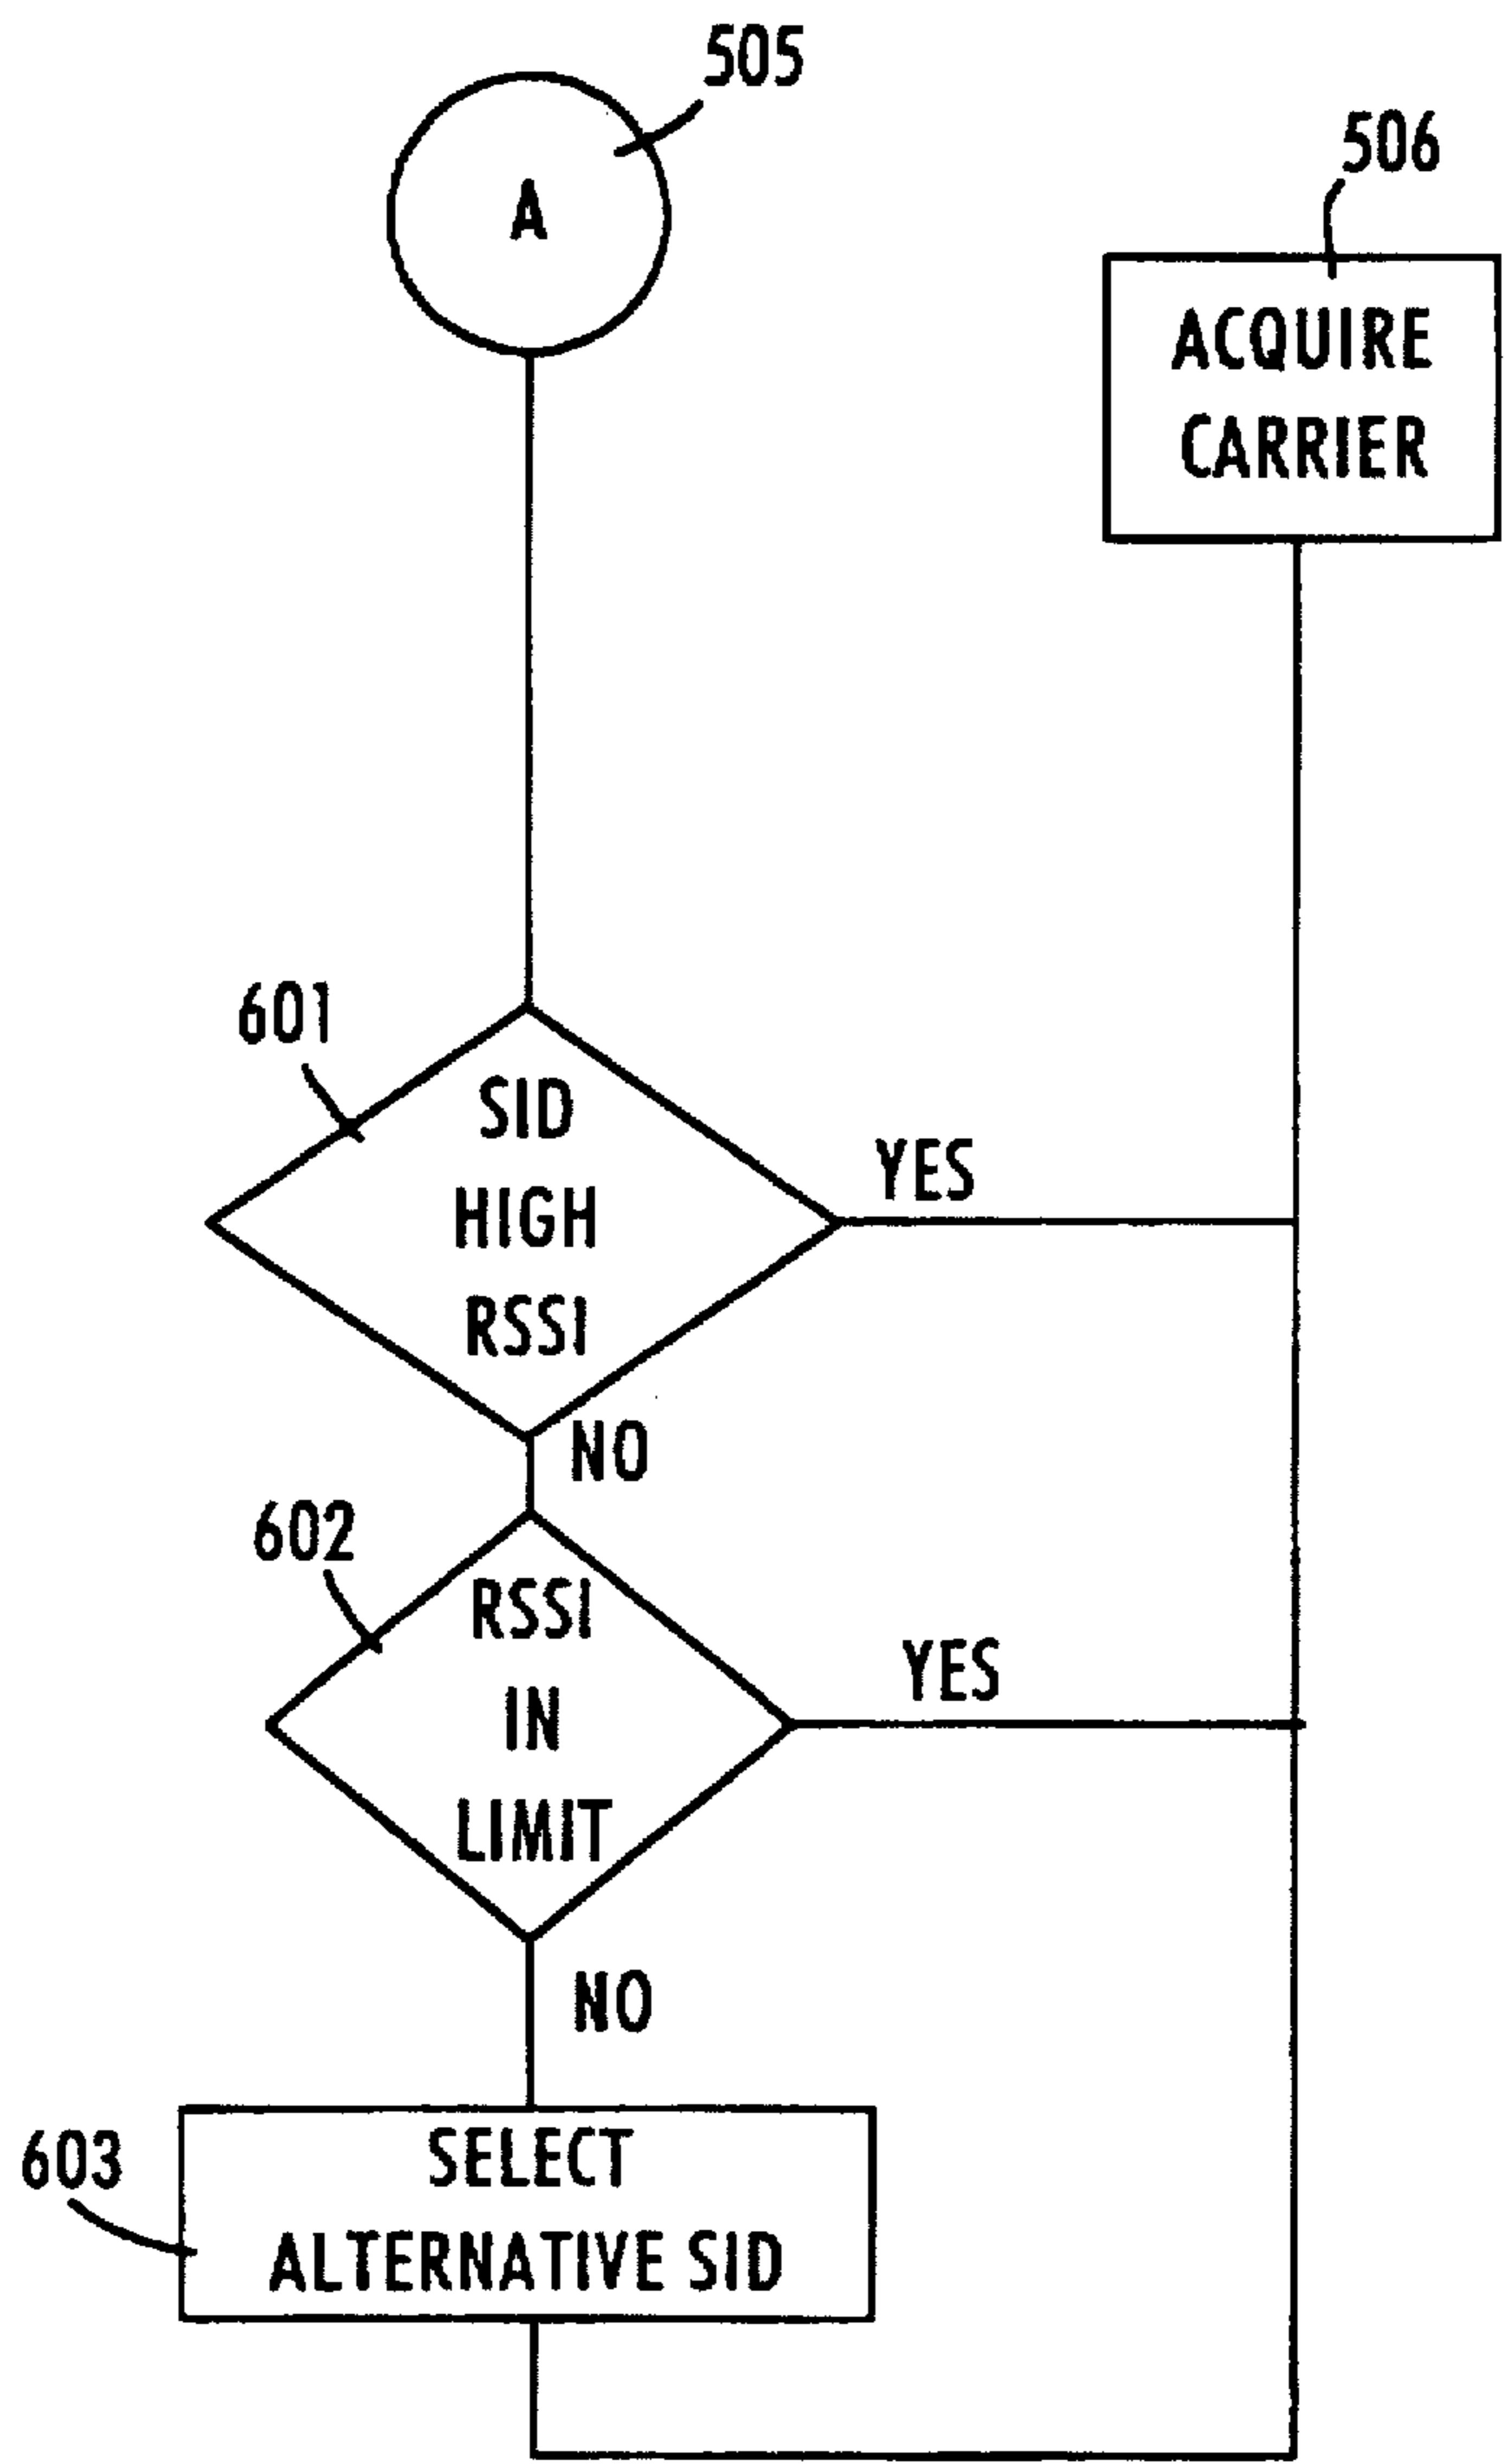 505
A
506
ACQUIRE
CARRIER
601
SID
HIGH
RSSI
YES
NO
602
RSSI
IN
LIMIT
YES
NO
603
SELECT
ALTERNATIVE SID